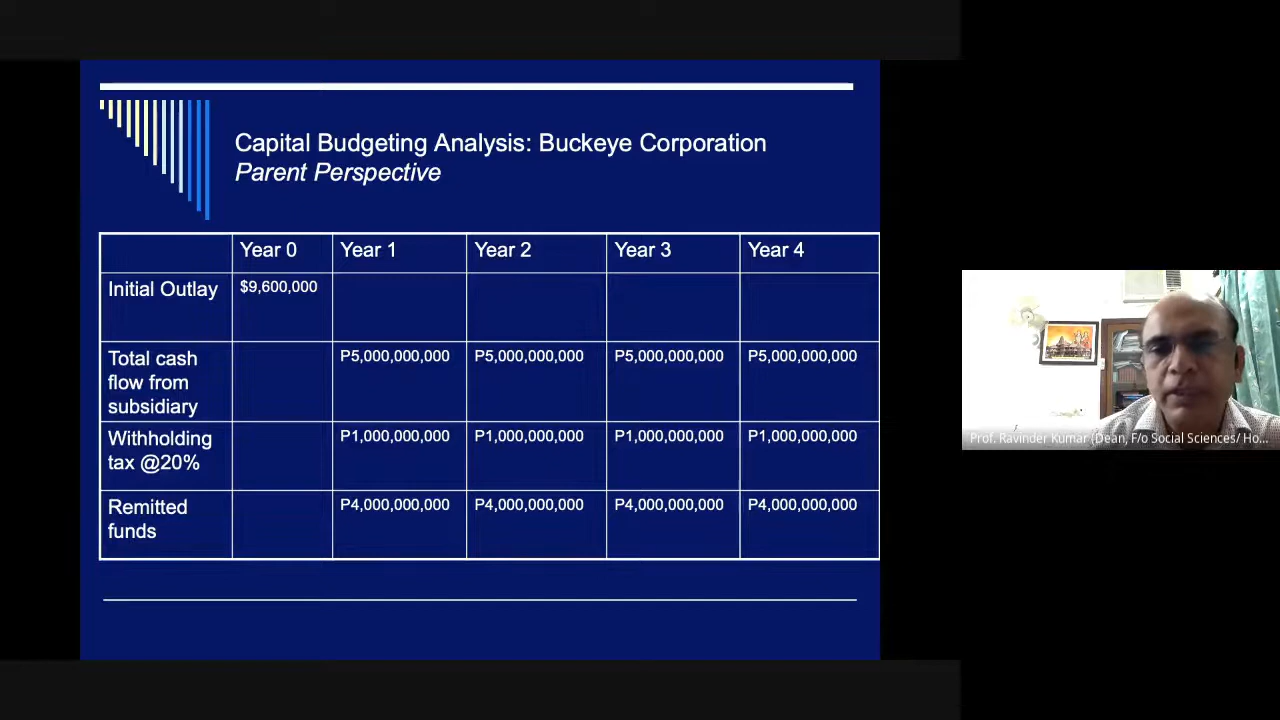 Capital Budgeting Analysis: Buckeye Corporation
Parent Perspective
Year 0 Year 1 Year 2 Year 3 Year 4
Initial Outlay $9,600,000
Total cash flow from subsidiary P5,000,000,000 P5,000,000,000 P5,000,000,000 P5,000,000,000
Withholding tax @20% P1,000,000,000 P1,000,000,000 P1,000,000,000 P1,000,000,000
Remitted funds P4,000,000,000 P4,000,000,000 P4,000,000,000 P4,000,000,000
Prof. Ravinder Kumar (Dean, F/o Social Sciences/ Ho...